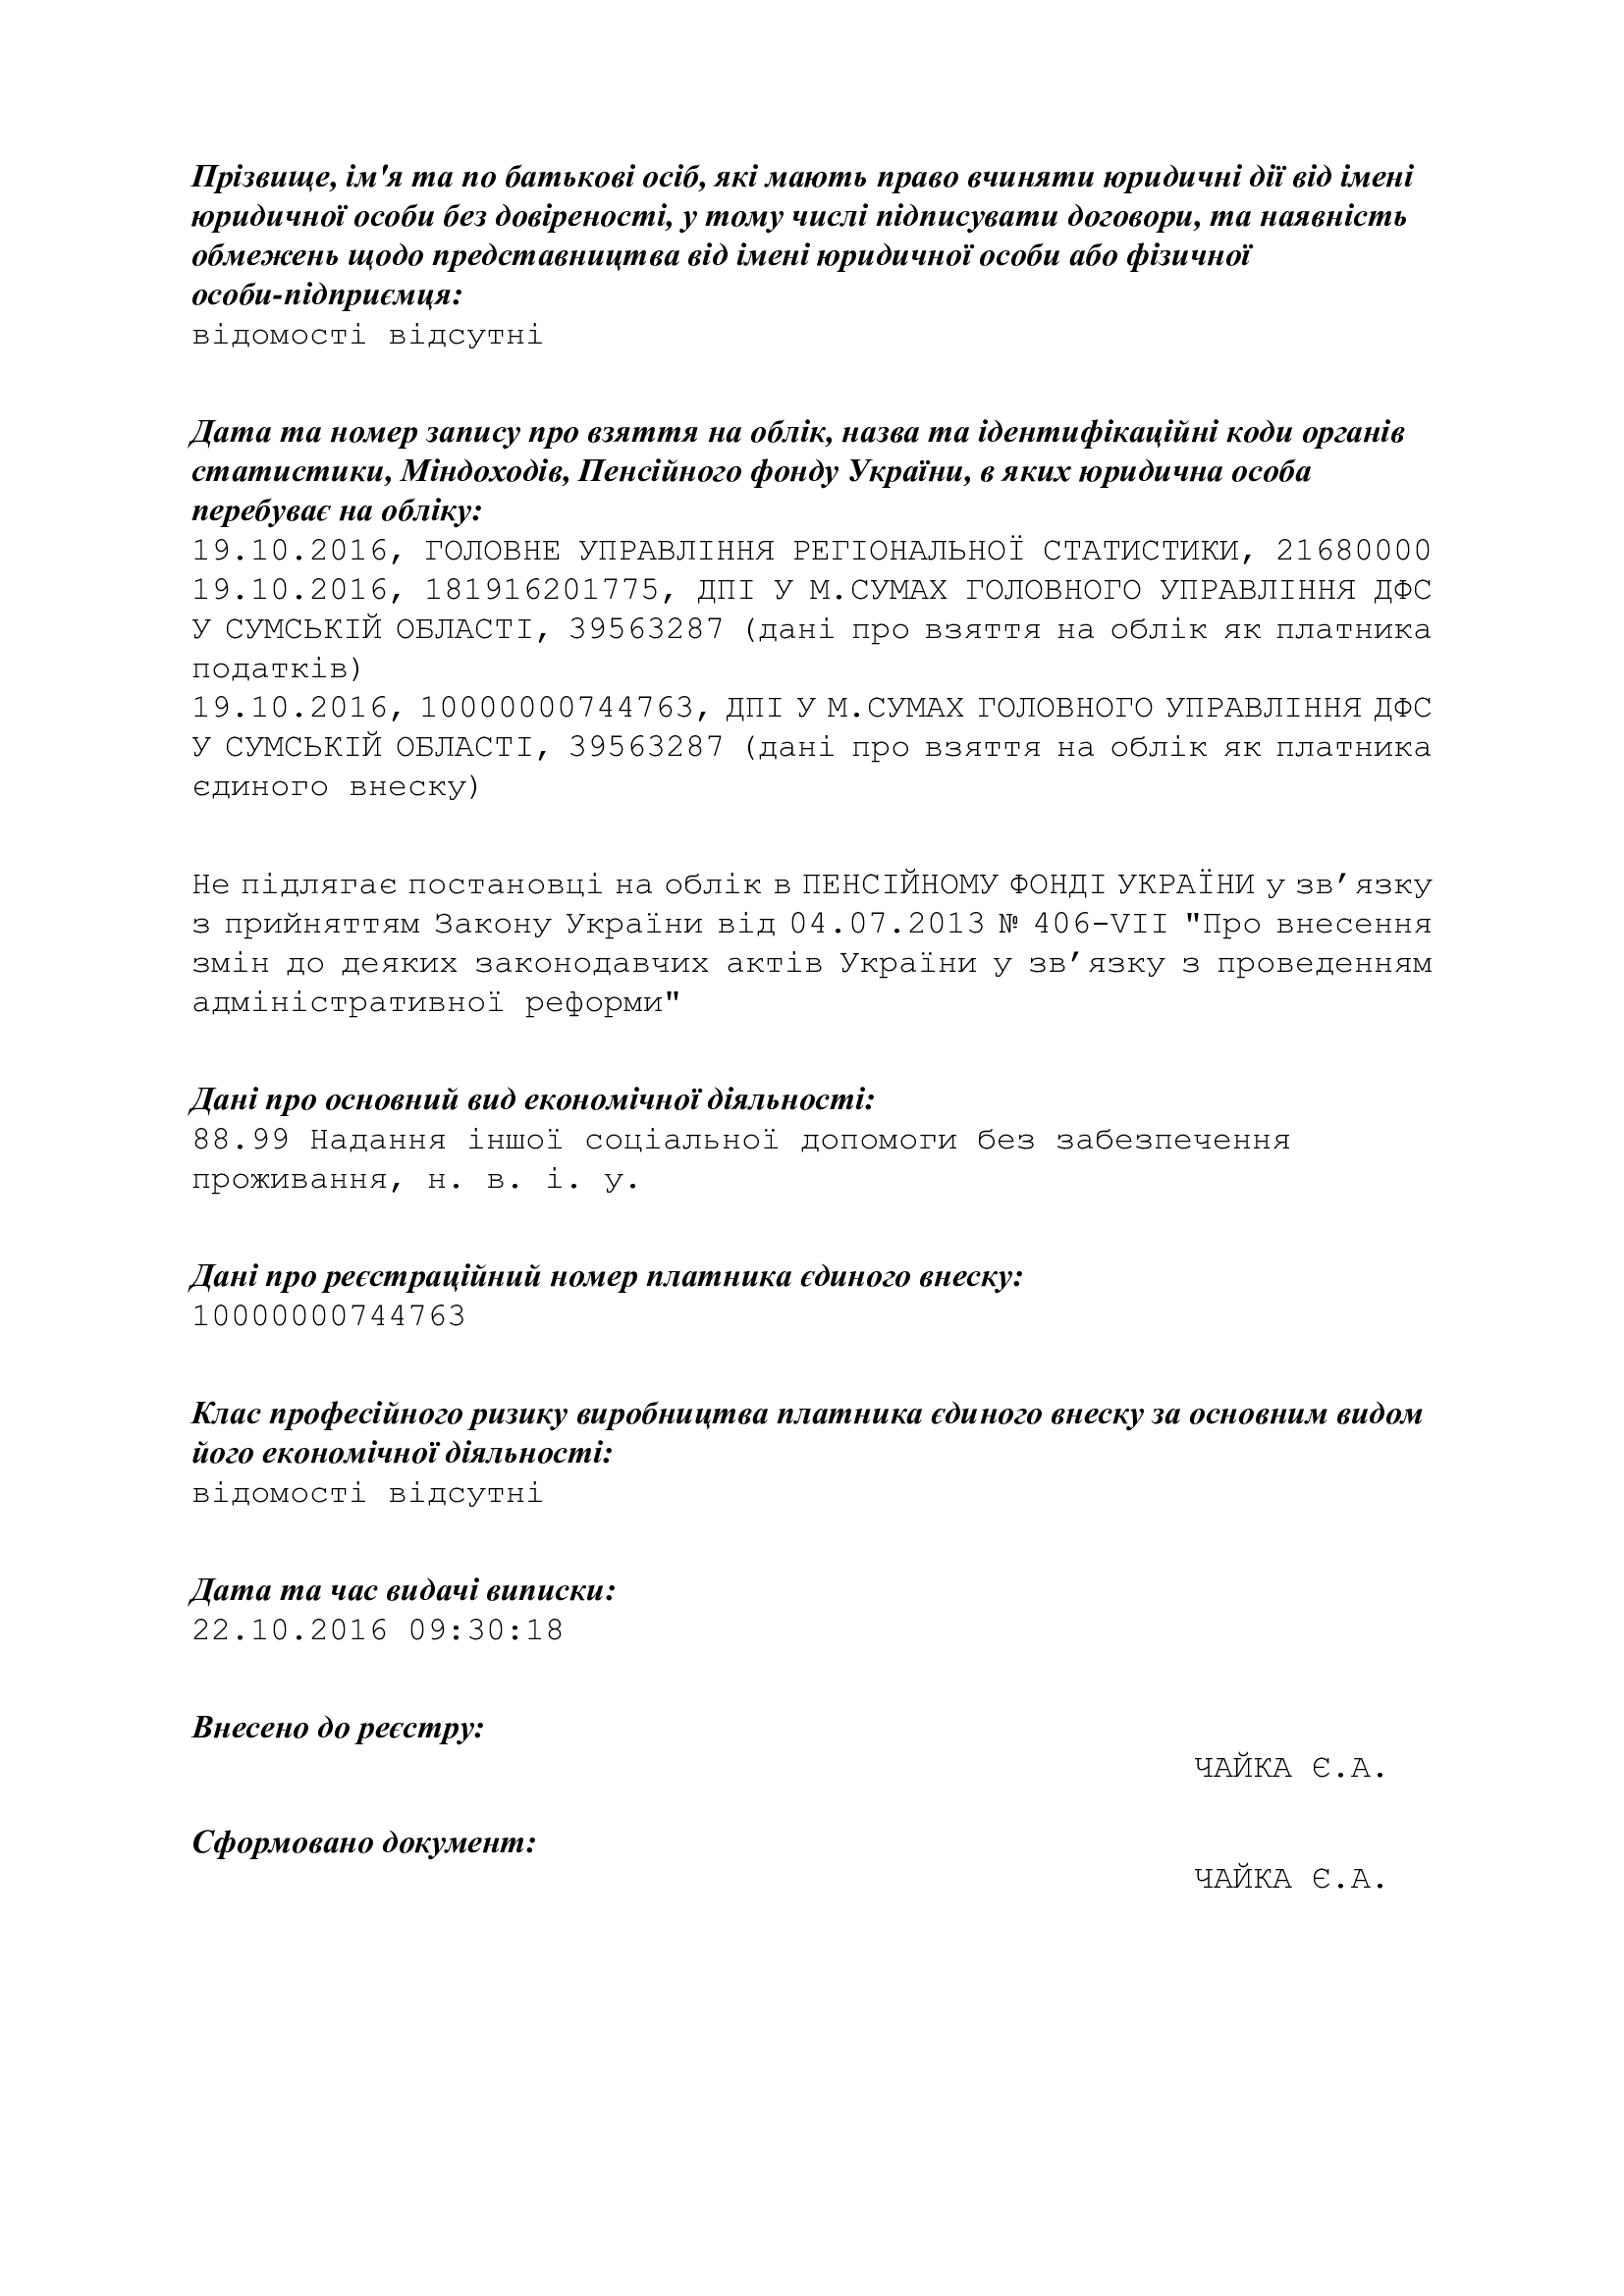 Прізвище, ім'я та по батькові осіб, які мають право вчиняти юридичні дії від імені
юридичної особи без довіреності, у тому числі підписувати договори, та наявність
обмежень щодо представництва від імені юридичної особи або фізичної
особи-підприємця:
відомості відсутні
Дата та номер запису про взяття на облік, назва та ідентифікаційні коди органів
статистики, Міндоходів, Пенсійного фонду України, в яких юридична особа
перебуває на обліку:
19.10.2016, ГОЛОВНЕ УПРАВЛІННЯ РЕГІОНАЛЬНОЇ СТАТИСТИКИ, 21680000
19.10.2016, 181916201775, ДПІ У М.СУМАХ ГОЛОВНОГО УПРАВЛІННЯ ДФС
У СУМСЬКІЙ ОБЛАСТІ, 39563287 (дані про взяття на облік як платника
податків)
19.10.2016, 10000000744763, ДПІ У М.СУМАХ ГОЛОВНОГО УПРАВЛІННЯ ДФС
У СУМСЬКІЙ ОБЛАСТІ, 39563287 (дані про взяття на облік як платника
єдиного внеску)
Не підлягає постановці на облік в ПЕНСІЙНОМУ ФОНДІ УКРАЇНИ у зв’язку
з прийняттям Закону України від 04.07.2013 № 406-VII "Про внесення
змін до деяких законодавчих актів України у зв’язку з проведенням
адміністративної реформи"
Дані про основний вид економічної діяльності:
88.99 Надання іншої соціальної допомоги без забезпечення
проживання, н. в. і. у.
Дані про реєстраційний номер платника єдиного внеску:
10000000744763
Клас професійного ризику виробництва платника єдиного внеску за основним видом
його економічної діяльності:
відомості відсутні
Дата та час видачі виписки:
22.10.2016 09:30:18
Внесено до реєстру:
ЧАЙКА Є.А.
Сформовано документ:
ЧАЙКА Є.А.